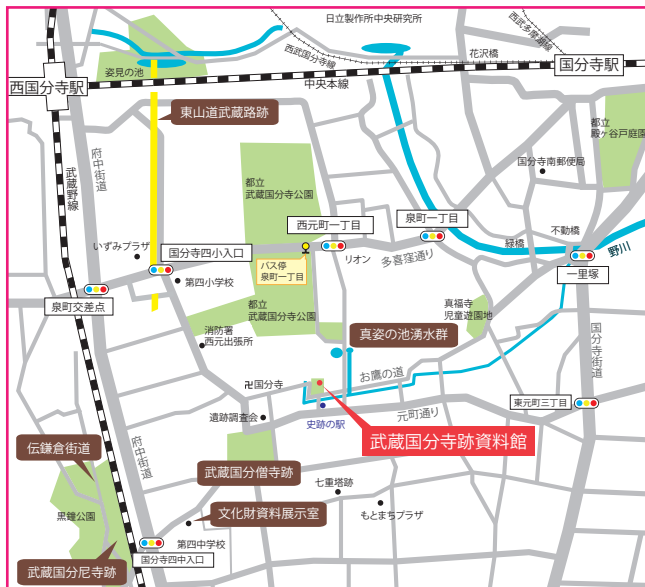 日立製作所中央研究所
西武国分寺線
西武多摩湖線
花沢橋
国分寺駅
姿見の池
西国分寺駅
中央本線
東山道武蔵路跡
都立
殿ヶ谷戸庭園
府中街道
武蔵野線
国分寺南郵便局
都立
武蔵国分寺公園
西元町一丁目
泉町一丁目
不動橋
緑橋
野川
いずみプラザ
国分寺四小入口
リオン
多喜窪通り
バス停
泉町一丁目
一里塚
第四小学校
泉町交差点
都立
武蔵国分寺公園
真福寺
児童遊園地
消防署
西元出張所
真姿の池湧水群
国分寺街道
お鷹の道
卍国分寺
遺跡調査会
史跡の駅
元町通り
東元町三丁目
武蔵国分寺跡資料館
府中街道
伝鎌倉街道
武蔵国分僧寺跡
七重塔跡
黒鐘公園
文化財資料展示室
もとまちプラザ
第四中学校
国分寺四中入口
武蔵国分尼寺跡